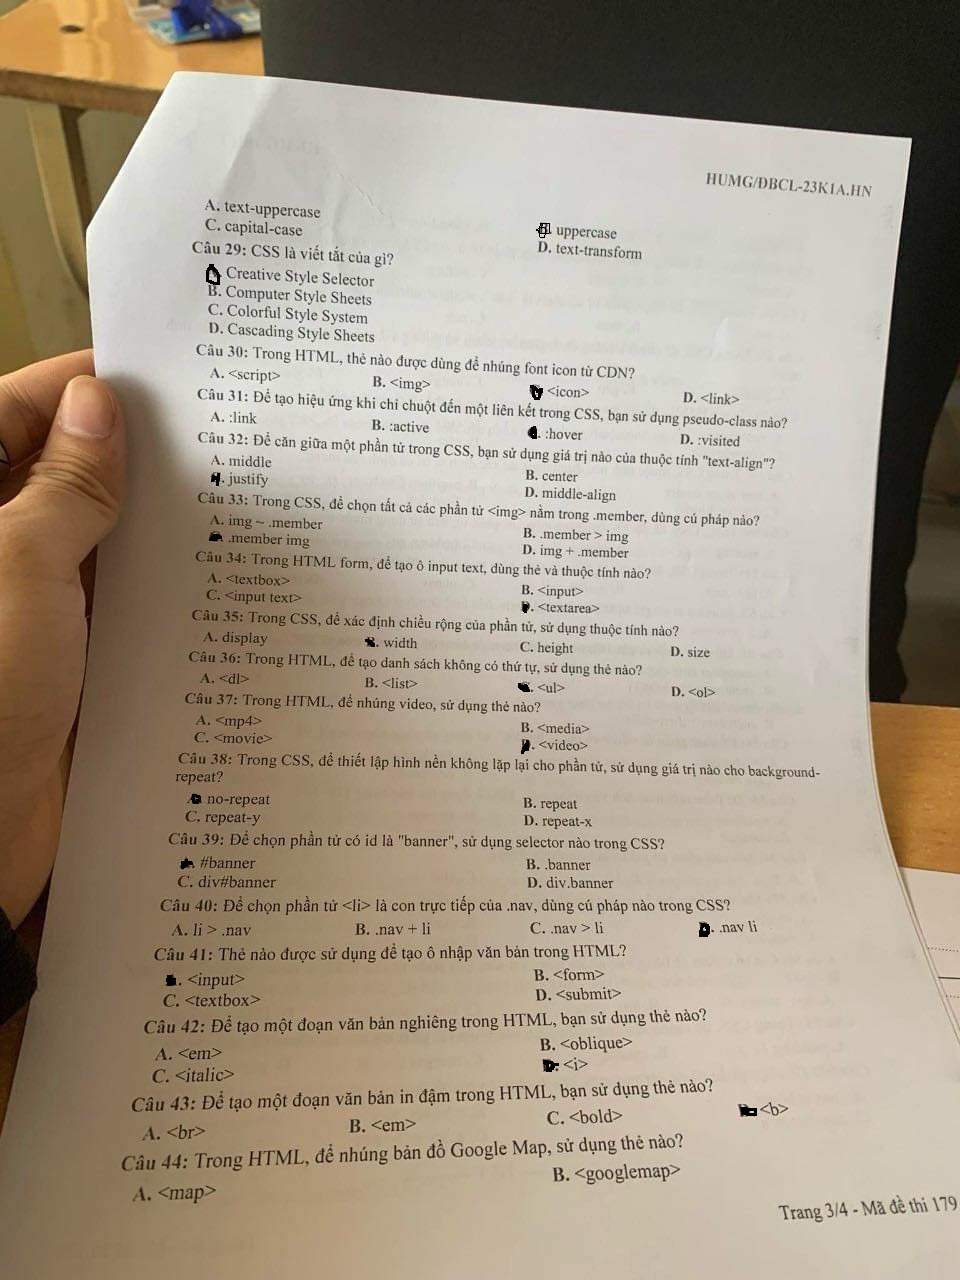 HUMG/ĐBCL-23K1A.HN
A. text-uppercase
uppercase
C. capital-case
D. text-transform
Câu 29: CSS là viết tắt của gì?
Creative Style Selector
B. Computer Style Sheets
C. Colorful Style System
D. Cascading Style Sheets
Câu 30: Trong HTML, thẻ nào được dùng để nhúng font icon từ CDN?
A. <script> B. <img> <icon> D. <link>
Câu 31: Để tạo hiệu ứng khi chỉ chuột đến một liên kết trong CSS, bạn sử dụng pseudo-class nào?
A. :link B. :active . :hover D. :visited
Câu 32: Để căn giữa một phần tử trong CSS, bạn sử dụng giá trị nào của thuộc tính "text-align"?
A. middle B. center
. justify D. middle-align
Câu 33: Trong CSS, để chọn tất cả các phần tử <img> nằm trong .member, dùng cú pháp nào?
A. img ~ .member B. .member > img
.member img D. img + .member
Câu 34: Trong HTML form, để tạo ô input text, dùng thẻ và thuộc tính nào?
A. <textbox> B. <input>
C. <input text> . <textarea>
Câu 35: Trong CSS, để xác định chiều rộng của phần tử, sử dụng thuộc tính nào?
A. display . width C. height D. size
Câu 36: Trong HTML, để tạo danh sách không có thứ tự, sử dụng thẻ nào?
A. <dl> B. <list> . <ul> D. <ol>
Câu 37: Trong HTML, để nhúng video, sử dụng thẻ nào?
A. <mp4> B. <media>
C. <movie> . <video>
Câu 38: Trong CSS, để thiết lập hình nền không lặp lại cho phần tử, sử dụng giá trị nào cho background-
repeat?
no-repeat B. repeat
C. repeat-y D. repeat-x
Câu 39: Để chọn phần tử có id là "banner", sử dụng selector nào trong CSS?
#banner B. .banner
C. div#banner D. div.banner
Câu 40: Để chọn phần tử <li> là con trực tiếp của .nav, dùng cú pháp nào trong CSS?
A. li > .nav B. .nav + li C. .nav > li D. .nav li
Câu 41: Thẻ nào được sử dụng để tạo ô nhập văn bản trong HTML?
. <input> B. <form>
C. <textbox> D. <submit>
Câu 42: Để tạo một đoạn văn bản nghiêng trong HTML, bạn sử dụng thẻ nào?
A. <em> B. <oblique>
C. <italic> D. <i>
Câu 43: Để tạo một đoạn văn bản in đậm trong HTML, bạn sử dụng thẻ nào?
A. <br> B. <em> C. <bold> <b>
Câu 44: Trong HTML, để nhúng bản đồ Google Map, sử dụng thẻ nào?
A. <map> B. <googlemap>
Trang 3/4 - Mã đề thi 179